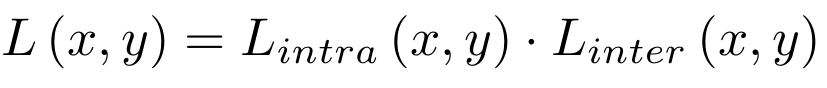 L (x, y) = L_{intra} (x, y) · L_{inter} (x, y)